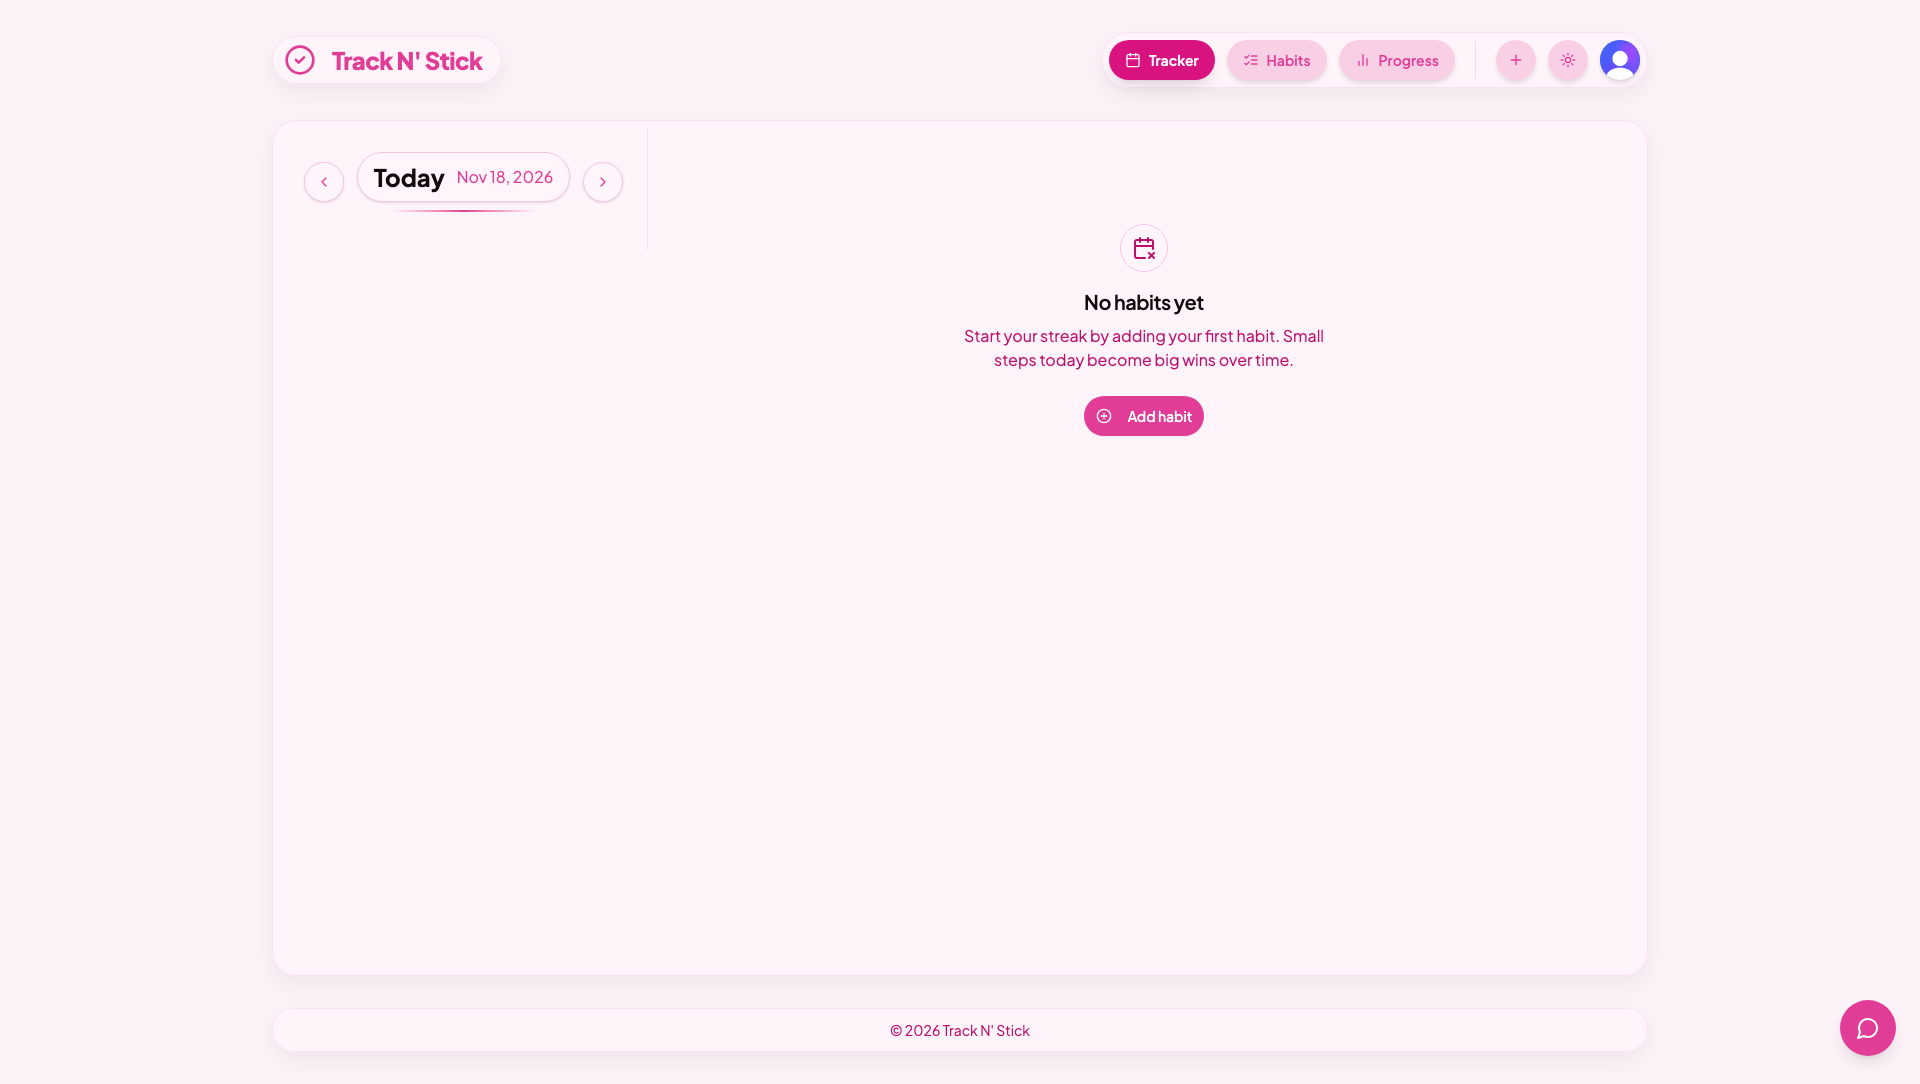 Track N' Stick
Tracker
Habits
Progress
Today Nov 18, 2026
No habits yet
Start your streak by adding your first habit. Small
steps today become big wins over time.
Add habit
© 2026 Track N' Stick